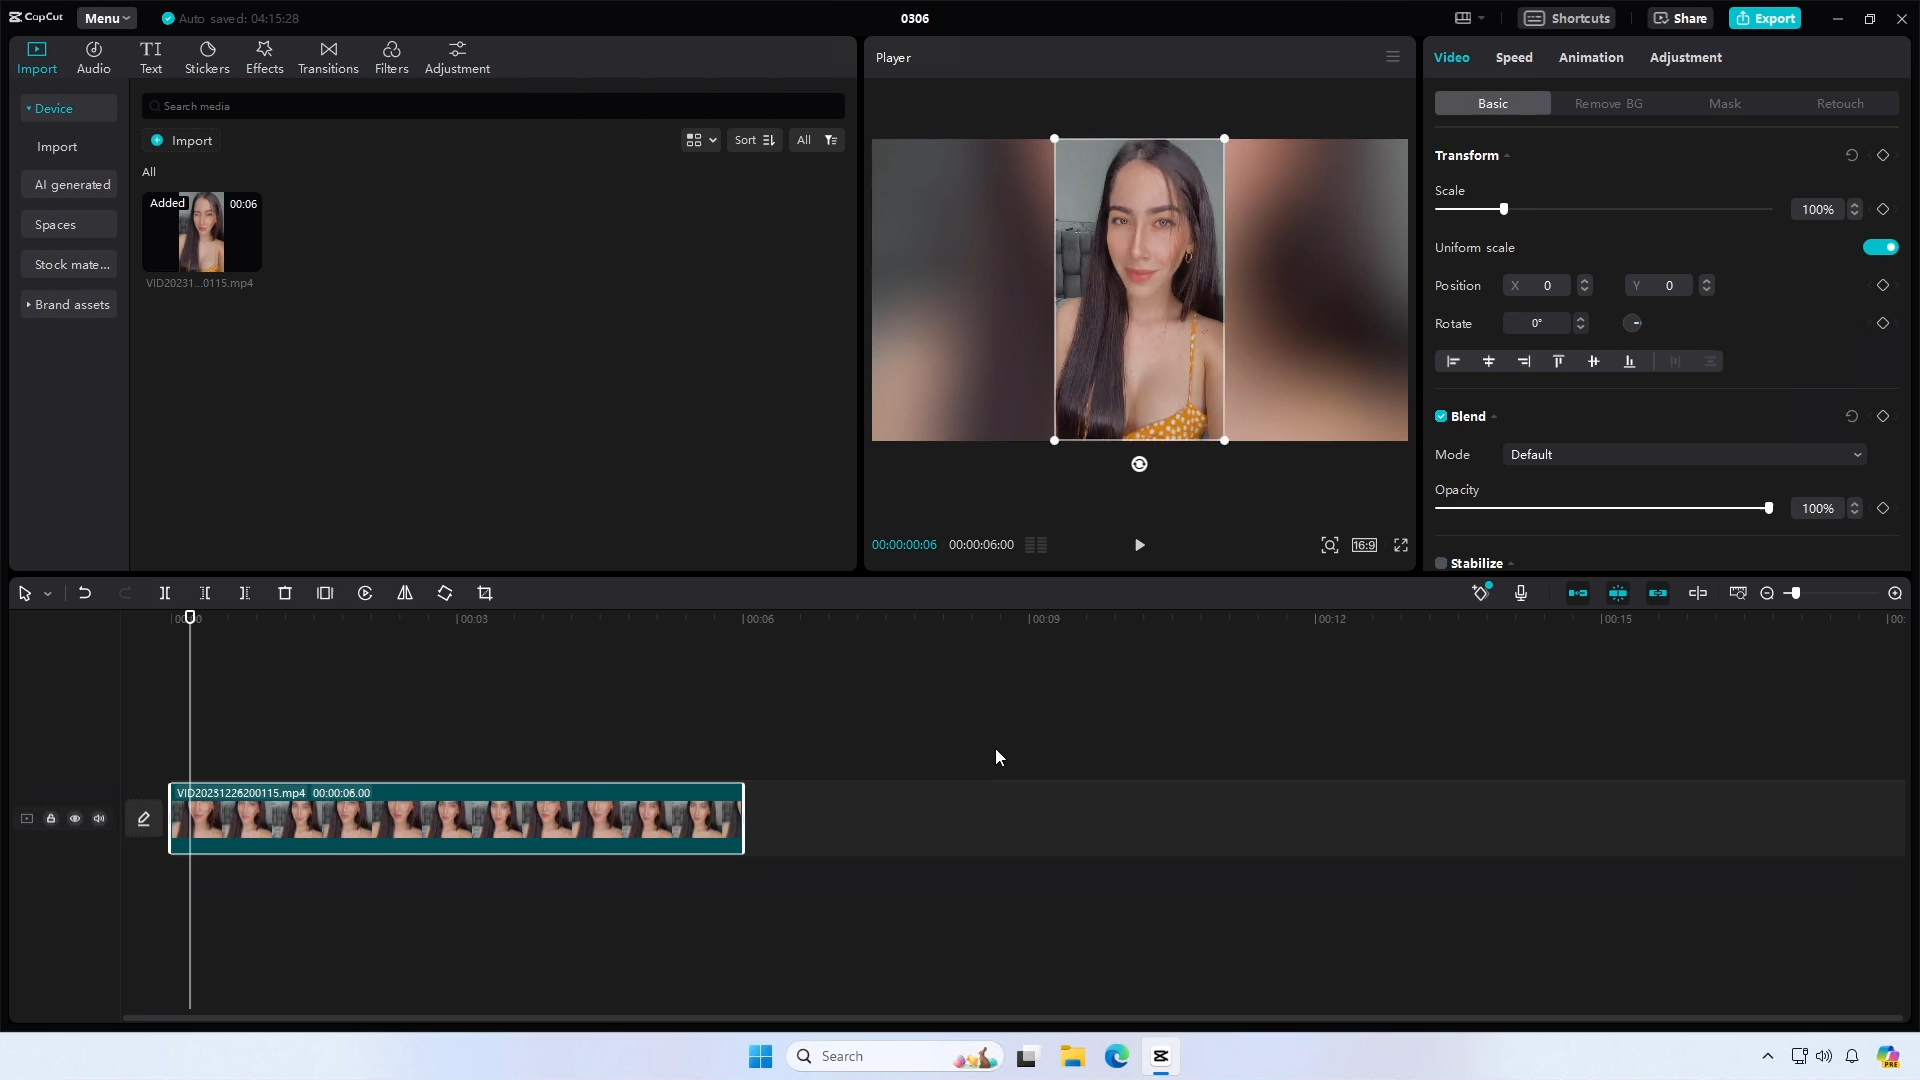 CapCut
Menu
Auto saved: 04:15:28
0306
Shortcuts
Share
Export
Import
Audio
TI
Text
Stickers
Effects
Transitions
Filters
Adjustment
Device
Import
AI generated
Spaces
Stock mate...
Brand assets
Search media
Import
Sort
All
All
Added
00:06
VID20231...0115.mp4
Player
00:00:00:06
00:00:06:00
16:9
Video
Speed
Animation
Adjustment
Basic
Remove BG
Mask
Retouch
Transform
Scale
100%
Uniform scale
Position
X 0
Y 0
Rotate
0°
Blend
Mode
Default
Opacity
100%
Stabilize
00:03
00:06
00:09
00:12
00:15
00:
VID20231226200115.mp4 00:00:06:00
Search
PRE